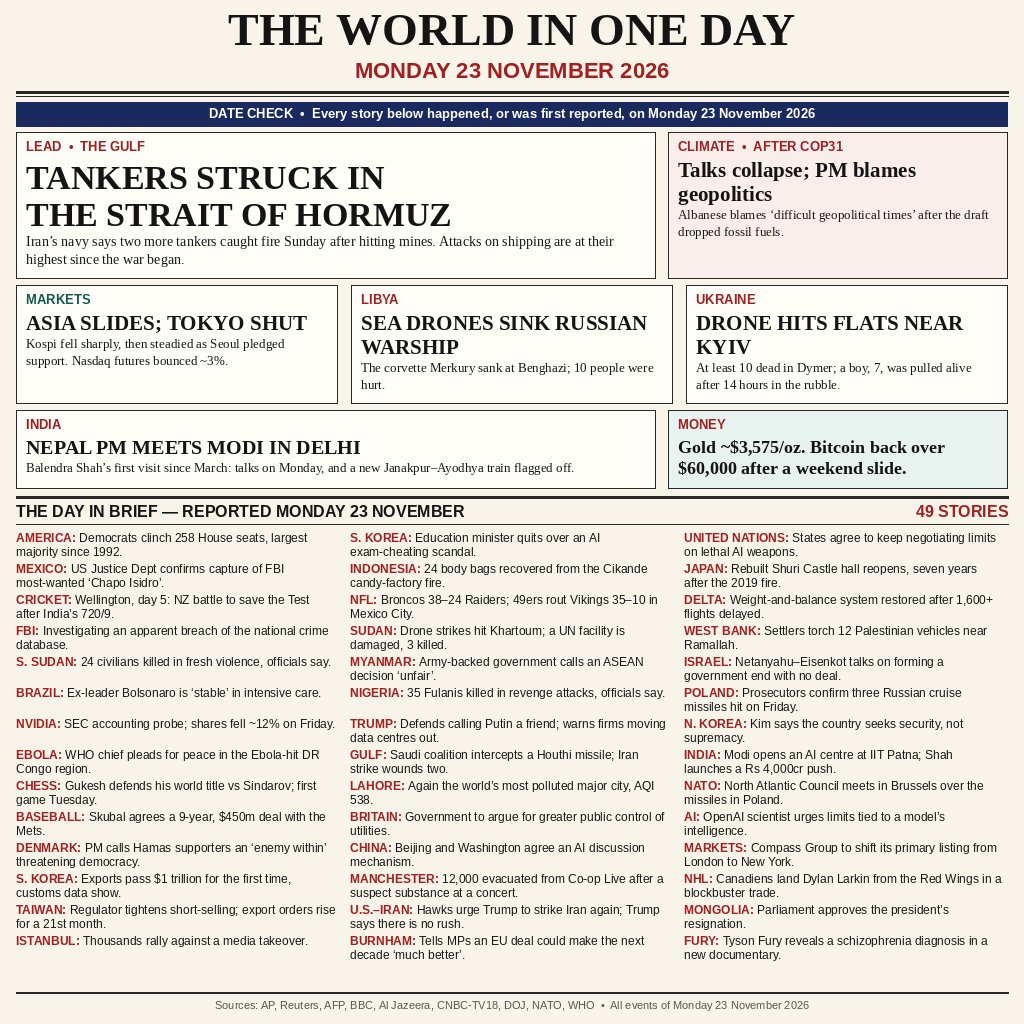 THE WORLD IN ONE DAY
MONDAY 23 NOVEMBER 2026
DATE CHECK • Every story below happened, or was first reported, on Monday 23 November 2026
LEAD • THE GULF
TANKERS STRUCK IN
THE STRAIT OF HORMUZ
Iran’s navy says two more tankers caught fire Sunday after hitting mines. Attacks on shipping are at their
highest since the war began.
CLIMATE • AFTER COP31
Talks collapse; PM blames
geopolitics
Albanese blames ‘difficult geopolitical times’ after the draft
dropped fossil fuels.
MARKETS
ASIA SLIDES; TOKYO SHUT
Kospi fell sharply, then steadied as Seoul pledged
support. Nasdaq futures bounced ~3%.
LIBYA
SEA DRONES SINK RUSSIAN
WARSHIP
The corvette Merkury sank at Benghazi; 10 people were
hurt.
UKRAINE
DRONE HITS FLATS NEAR
KYIV
At least 10 dead in Dymer; a boy, 7, was pulled alive
after 14 hours in the rubble.
INDIA
NEPAL PM MEETS MODI IN DELHI
Balendra Shah’s first visit since March: talks on Monday, and a new Janakpur–Ayodhya train flagged off.
MONEY
Gold ~$3,575/oz. Bitcoin back over
$60,000 after a weekend slide.
THE DAY IN BRIEF — REPORTED MONDAY 23 NOVEMBER
49 STORIES
AMERICA: Democrats clinch 258 House seats, largest
majority since 1992.
MEXICO: US Justice Dept confirms capture of FBI
most-wanted ‘Chapo Isidro’.
CRICKET: Wellington, day 5: NZ battle to save the Test
after India’s 720/9.
FBI: Investigating an apparent breach of the national crime
database.
S. SUDAN: 24 civilians killed in fresh violence, officials say.
BRAZIL: Ex-leader Bolsonaro is ‘stable’ in intensive care.
NVIDIA: SEC accounting probe; shares fell ~12% on Friday.
EBOLA: WHO chief pleads for peace in the Ebola-hit DR
Congo region.
CHESS: Gukesh defends his world title vs Sindarov; first
game Tuesday.
BASEBALL: Skubal agrees a 9-year, $450m deal with the
Mets.
DENMARK: PM calls Hamas supporters an ‘enemy within’
threatening democracy.
S. KOREA: Exports pass $1 trillion for the first time,
customs data show.
TAIWAN: Regulator tightens short-selling; export orders rise
for a 21st month.
ISTANBUL: Thousands rally against a media takeover.
S. KOREA: Education minister quits over an AI
exam-cheating scandal.
INDONESIA: 24 body bags recovered from the Cikande
candy-factory fire.
NFL: Broncos 38–24 Raiders; 49ers rout Vikings 35–10 in
Mexico City.
SUDAN: Drone strikes hit Khartoum; a UN facility is
damaged, 3 killed.
MYANMAR: Army-backed government calls an ASEAN
decision ‘unfair’.
NIGERIA: 35 Fulanis killed in revenge attacks, officials say.
TRUMP: Defends calling Putin a friend; warns firms moving
data centres out.
GULF: Saudi coalition intercepts a Houthi missile; Iran
strike wounds two.
LAHORE: Again the world’s most polluted major city, AQI
538.
BRITAIN: Government to argue for greater public control of
utilities.
CHINA: Beijing and Washington agree an AI discussion
mechanism.
MANCHESTER: 12,000 evacuated from Co-op Live after a
suspect substance at a concert.
U.S.–IRAN: Hawks urge Trump to strike Iran again; Trump
says there is no rush.
BURNHAM: Tells MPs an EU deal could make the next
decade ‘much better’.
UNITED NATIONS: States agree to keep negotiating limits
on lethal AI weapons.
JAPAN: Rebuilt Shuri Castle hall reopens, seven years
after the 2019 fire.
DELTA: Weight-and-balance system restored after 1,600+
flights delayed.
WEST BANK: Settlers torch 12 Palestinian vehicles near
Ramallah.
ISRAEL: Netanyahu–Eisenkot talks on forming a
government end with no deal.
POLAND: Prosecutors confirm three Russian cruise
missiles hit on Friday.
N. KOREA: Kim says the country seeks security, not
supremacy.
INDIA: Modi opens an AI centre at IIT Patna; Shah
launches a Rs 4,000cr push.
NATO: North Atlantic Council meets in Brussels over the
missiles in Poland.
AI: OpenAI scientist urges limits tied to a model’s
intelligence.
MARKETS: Compass Group to shift its primary listing from
London to New York.
NHL: Canadiens land Dylan Larkin from the Red Wings in a
blockbuster trade.
MONGOLIA: Parliament approves the president’s
resignation.
FURY: Tyson Fury reveals a schizophrenia diagnosis in a
new documentary.
Sources: AP, Reuters, AFP, BBC, Al Jazeera, CNBC-TV18, DOJ, NATO, WHO • All events of Monday 23 November 2026